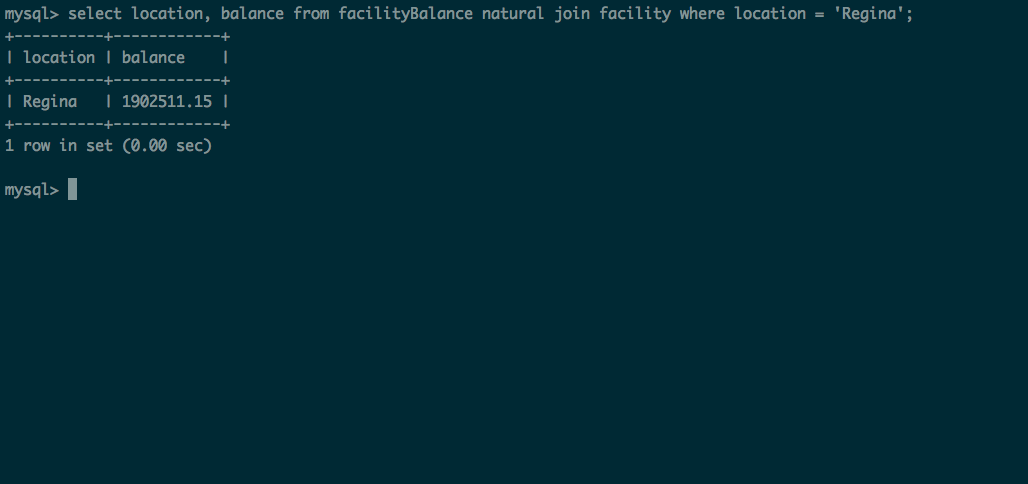 mysql> select location, balance from facilityBalance natural join facility where location = 'Regina';
+----------+------------+
| location | balance    |
+----------+------------+
| Regina   | 1902511.15 |
+----------+------------+
1 row in set (0.00 sec)
mysql>